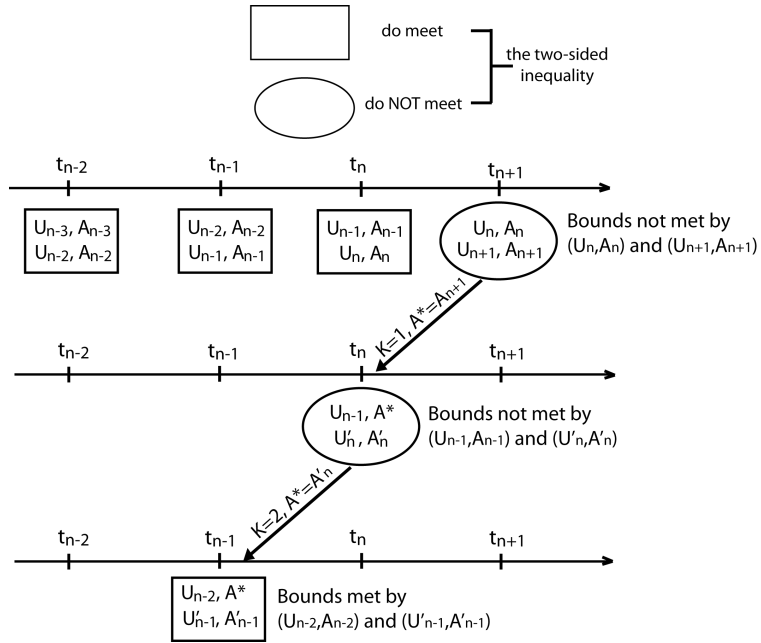 do meet
the two-sided
inequality
do NOT meet
tn-2 tn-1 tn tn+1
Un-3, An-3
Un-2, An-2
Un-2, An-2
Un-1, An-1
Un-1, An-1
Un, An
Un, An
Un+1, An+1
Bounds not met by
(Un,An) and (Un+1,An+1)
K=1, A*=An+1
tn-2 tn-1 tn tn+1
Un-1, A*
U'n, A'n
Bounds not met by
(Un-1,An-1) and (U'n,A'n)
K=2, A*=A'n
tn-2 tn-1 tn tn+1
Un-2, A*
U'n-1, A'n-1
Bounds met by
(Un-2,An-2) and (U'n-1,A'n-1)